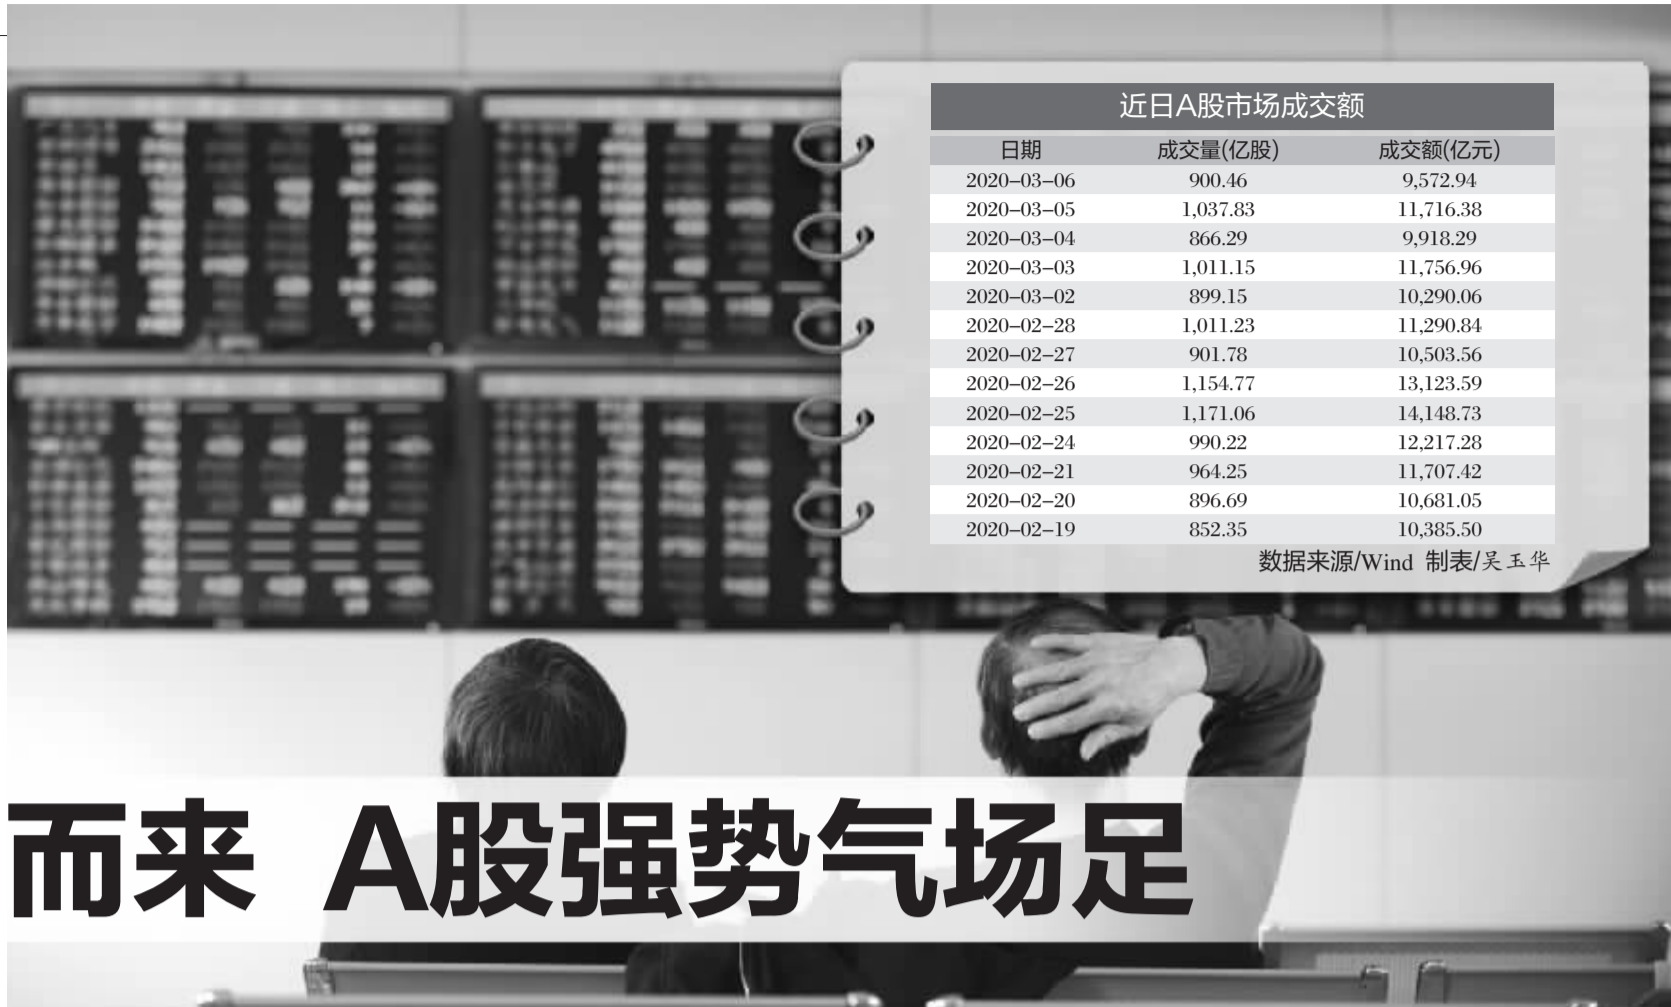 近日A股市场成交额
日期 成交量(亿股) 成交额(亿元)
2020-03-06 900.46 9,572.94
2020-03-05 1,037.83 11,716.38
2020-03-04 866.29 9,918.29
2020-03-03 1,011.15 11,756.96
2020-03-02 899.15 10,290.06
2020-02-28 1,011.23 11,290.84
2020-02-27 901.78 10,503.56
2020-02-26 1,154.77 13,123.59
2020-02-25 1,171.06 14,148.73
2020-02-24 990.22 12,217.28
2020-02-21 964.25 11,707.42
2020-02-20 896.69 10,681.05
2020-02-19 852.35 10,385.50
数据来源/Wind 制表/吴玉华
而来 A股强势气场足